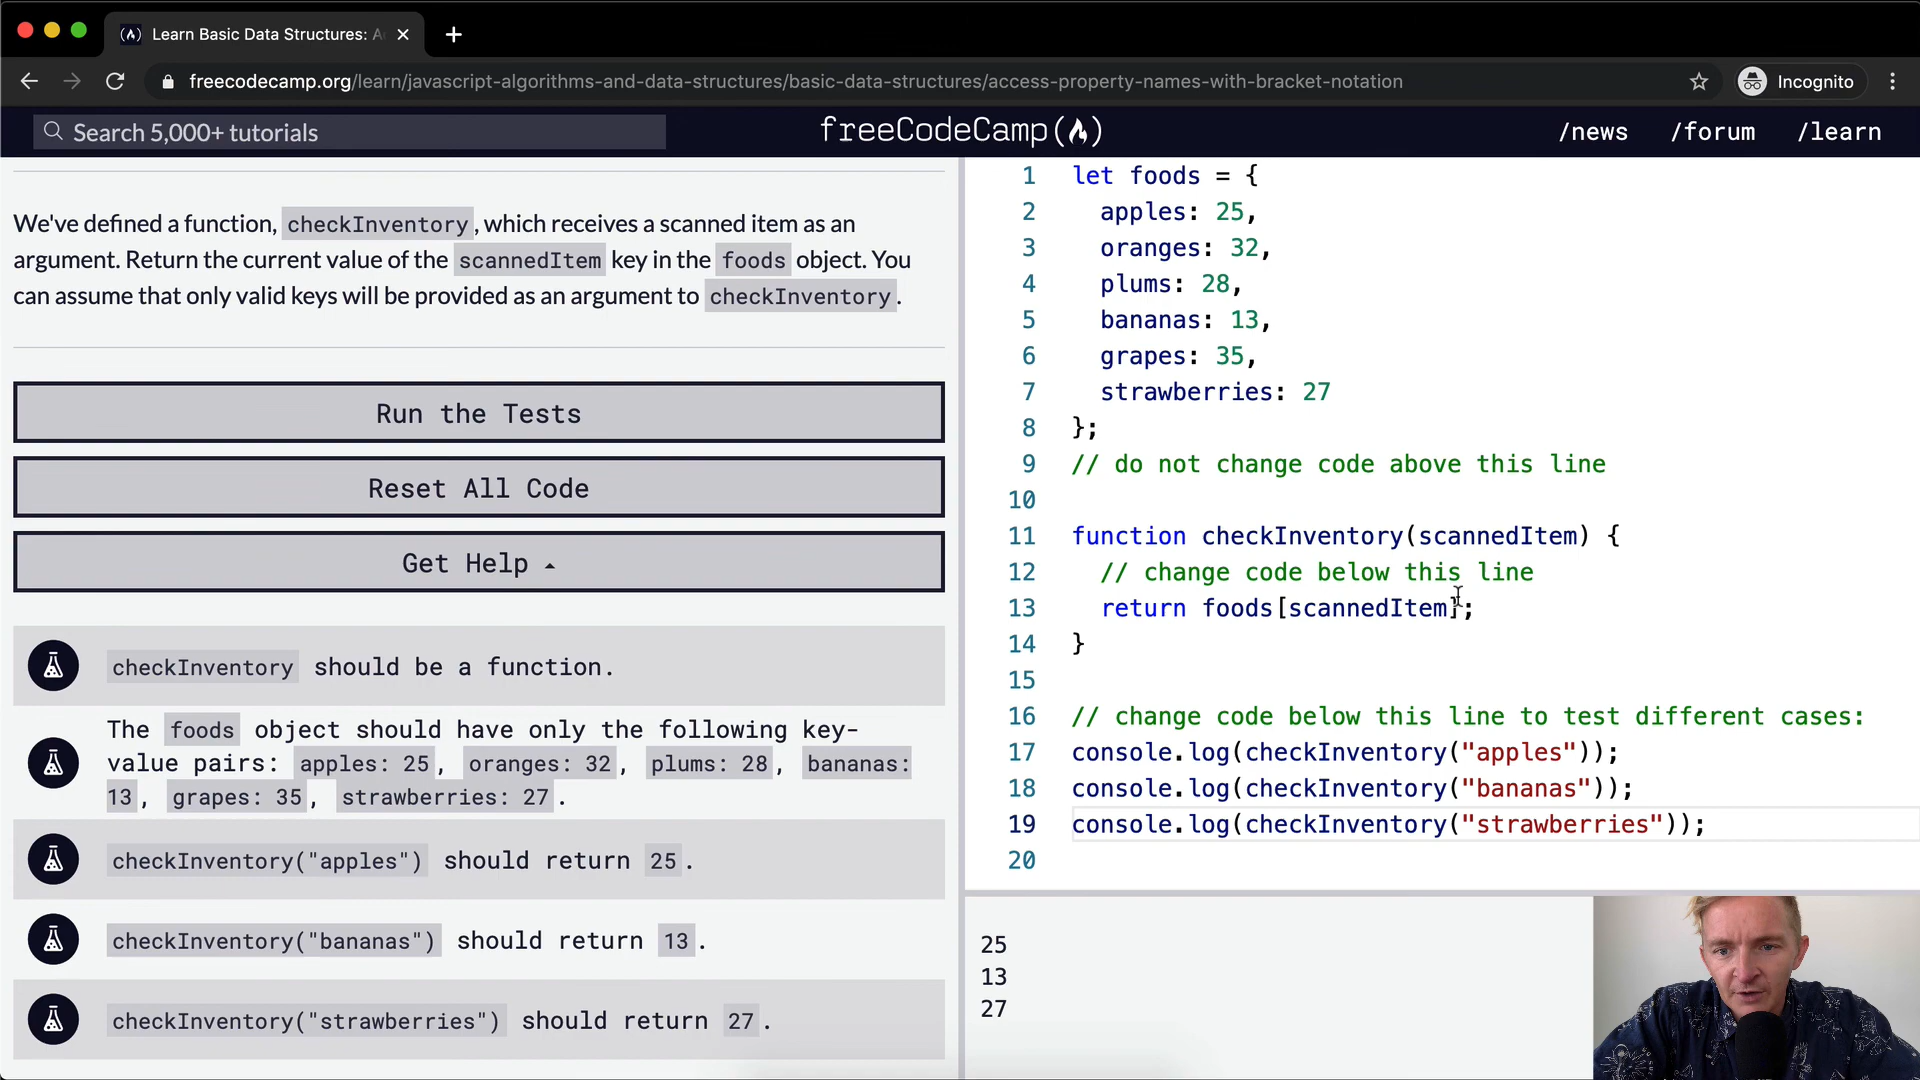 Learn Basic Data Structures: A
freecodecamp.org/learn/javascript-algorithms-and-data-structures/basic-data-structures/access-property-names-with-bracket-notation
Incognito
Search 5,000+ tutorials
freeCodeCamp
/news
/forum
/learn
We've defined a function, checkInventory, which receives a scanned item as an
argument. Return the current value of the scannedItem key in the foods object. You
can assume that only valid keys will be provided as an argument to checkInventory.
Run the Tests
Reset All Code
Get Help
checkInventory should be a function.
The foods object should have only the following key-
value pairs: apples: 25, oranges: 32, plums: 28, bananas:
13, grapes: 35, strawberries: 27.
checkInventory("apples") should return 25.
checkInventory("bananas") should return 13.
checkInventory("strawberries") should return 27.
1 let foods = {
2 apples: 25,
3 oranges: 32,
4 plums: 28,
5 bananas: 13,
6 grapes: 35,
7 strawberries: 27
8 };
9 // do not change code above this line
10
11 function checkInventory(scannedItem) {
12 // change code below this line
13 return foods[scannedItem];
14 }
15
16 // change code below this line to test different cases:
17 console.log(checkInventory("apples"));
18 console.log(checkInventory("bananas"));
19 console.log(checkInventory("strawberries"));
20
25
13
27